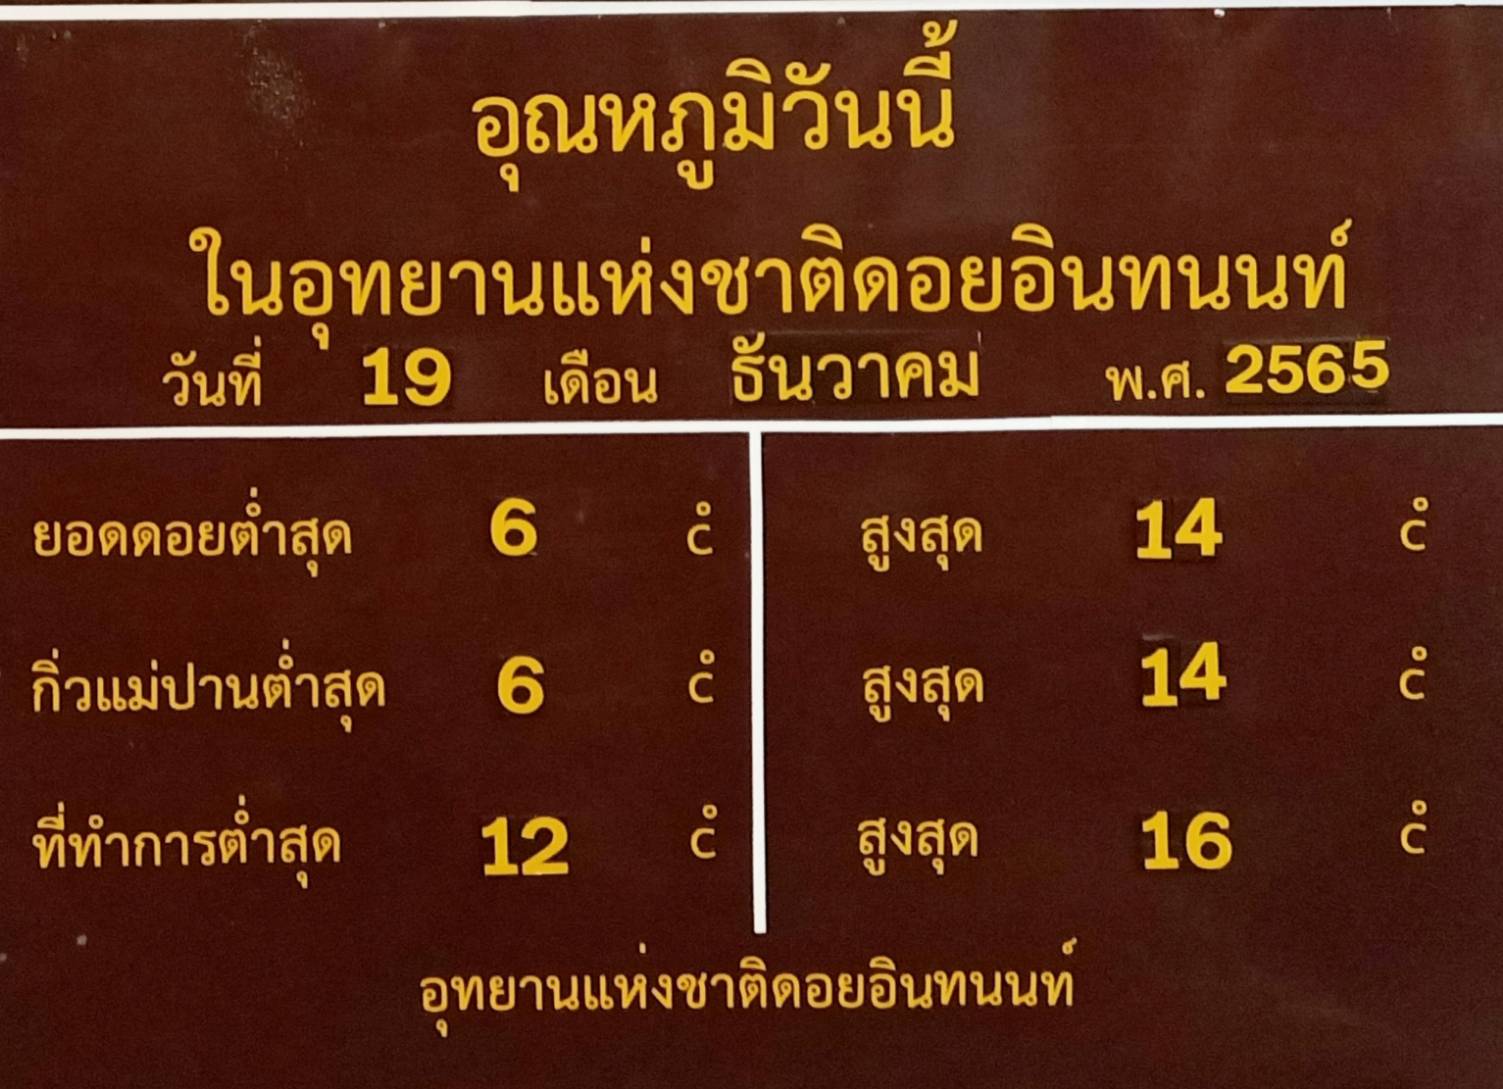 อุณหภูมิวันนี้
ในอุทยานแห่งชาติดอยอินทนนท์
วันที่ 19 เดือน ธันวาคม พ.ศ. 2565
ยอดดอยต่ำสุด 6 c° สูงสุด 14 c°
กิ่วแม่ปานต่ำสุด 6 c° สูงสุด 14 c°
ที่ทำการต่ำสุด 12 c° สูงสุด 16 c°
อุทยานแห่งชาติดอยอินทนนท์